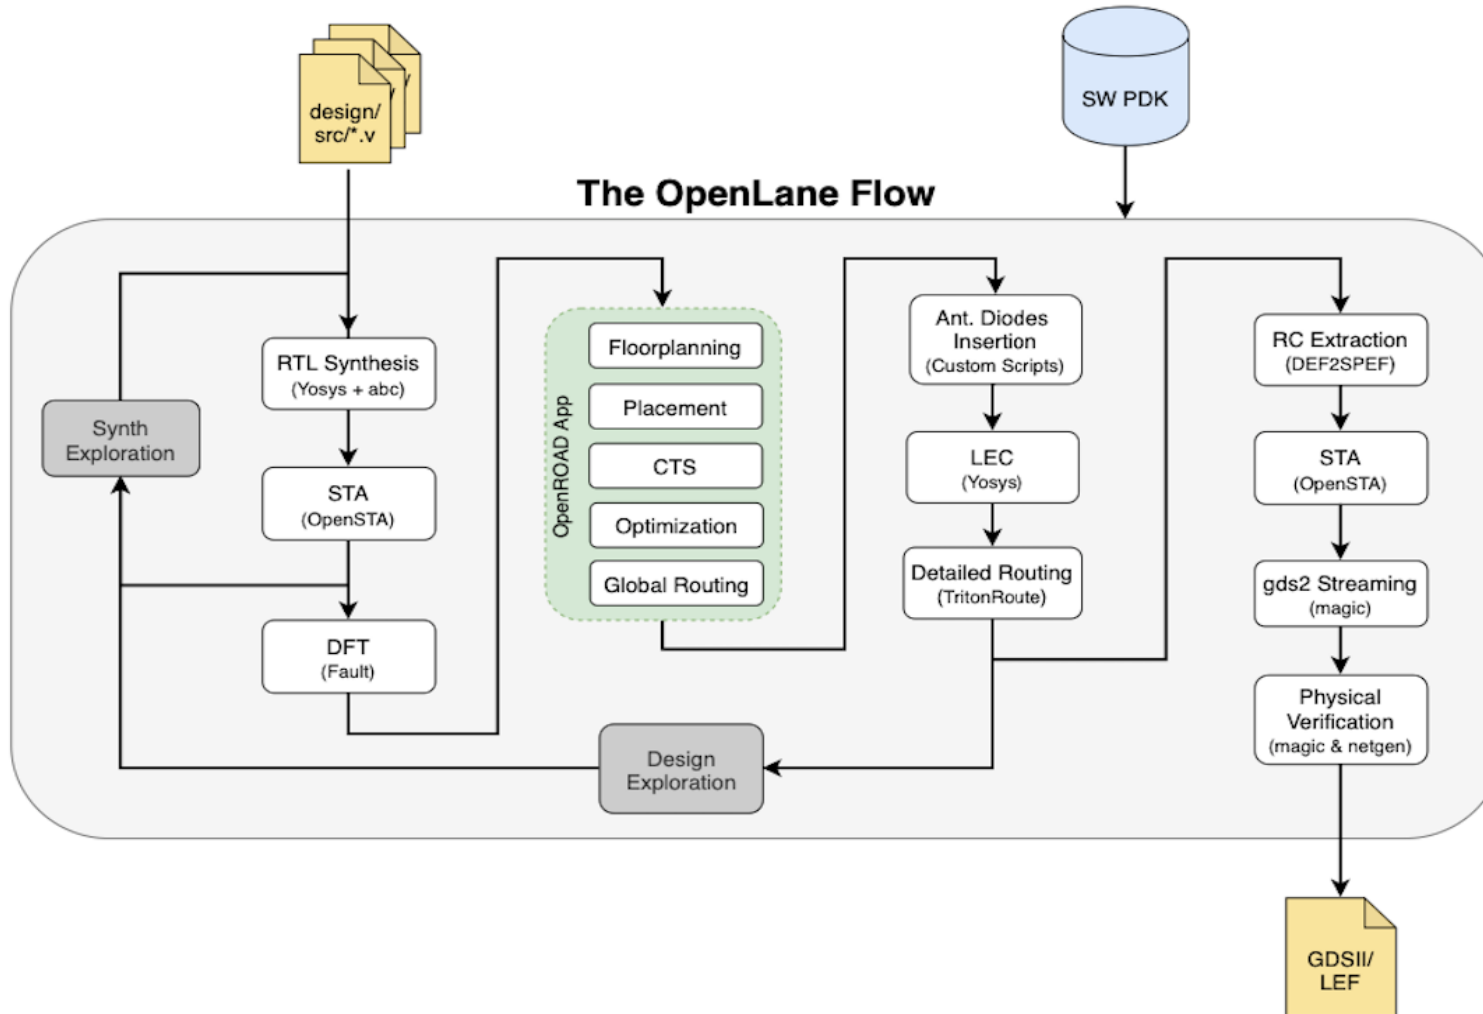 design/
src/*.v
SW PDK
The OpenLane Flow
RTL Synthesis
(Yosys + abc)
Synth
Exploration
STA
(OpenSTA)
DFT
(Fault)
OpenROAD App
Floorplanning
Placement
CTS
Optimization
Global Routing
Design
Exploration
Ant. Diodes
Insertion
(Custom Scripts)
LEC
(Yosys)
Detailed Routing
(TritonRoute)
RC Extraction
(DEF2SPEF)
STA
(OpenSTA)
gds2 Streaming
(magic)
Physical
Verification
(magic & netgen)
GDSII/
LEF